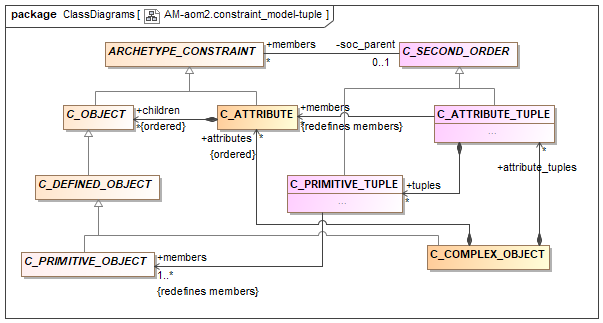 package ClassDiagrams [ AM-aom2.constraint_model-tuple ]
ARCHETYPE_CONSTRAINT
+members
*
-soc_parent
0..1
C_SECOND_ORDER
C_OBJECT
+children
*{ordered}
C_ATTRIBUTE
+members
*
{redefines members}
C_ATTRIBUTE_TUPLE
...
+attributes
*
{ordered}
*
+attribute_tuples
C_DEFINED_OBJECT
C_PRIMITIVE_TUPLE
...
+tuples
*
C_PRIMITIVE_OBJECT
+members
1..*
{redefines members}
C_COMPLEX_OBJECT